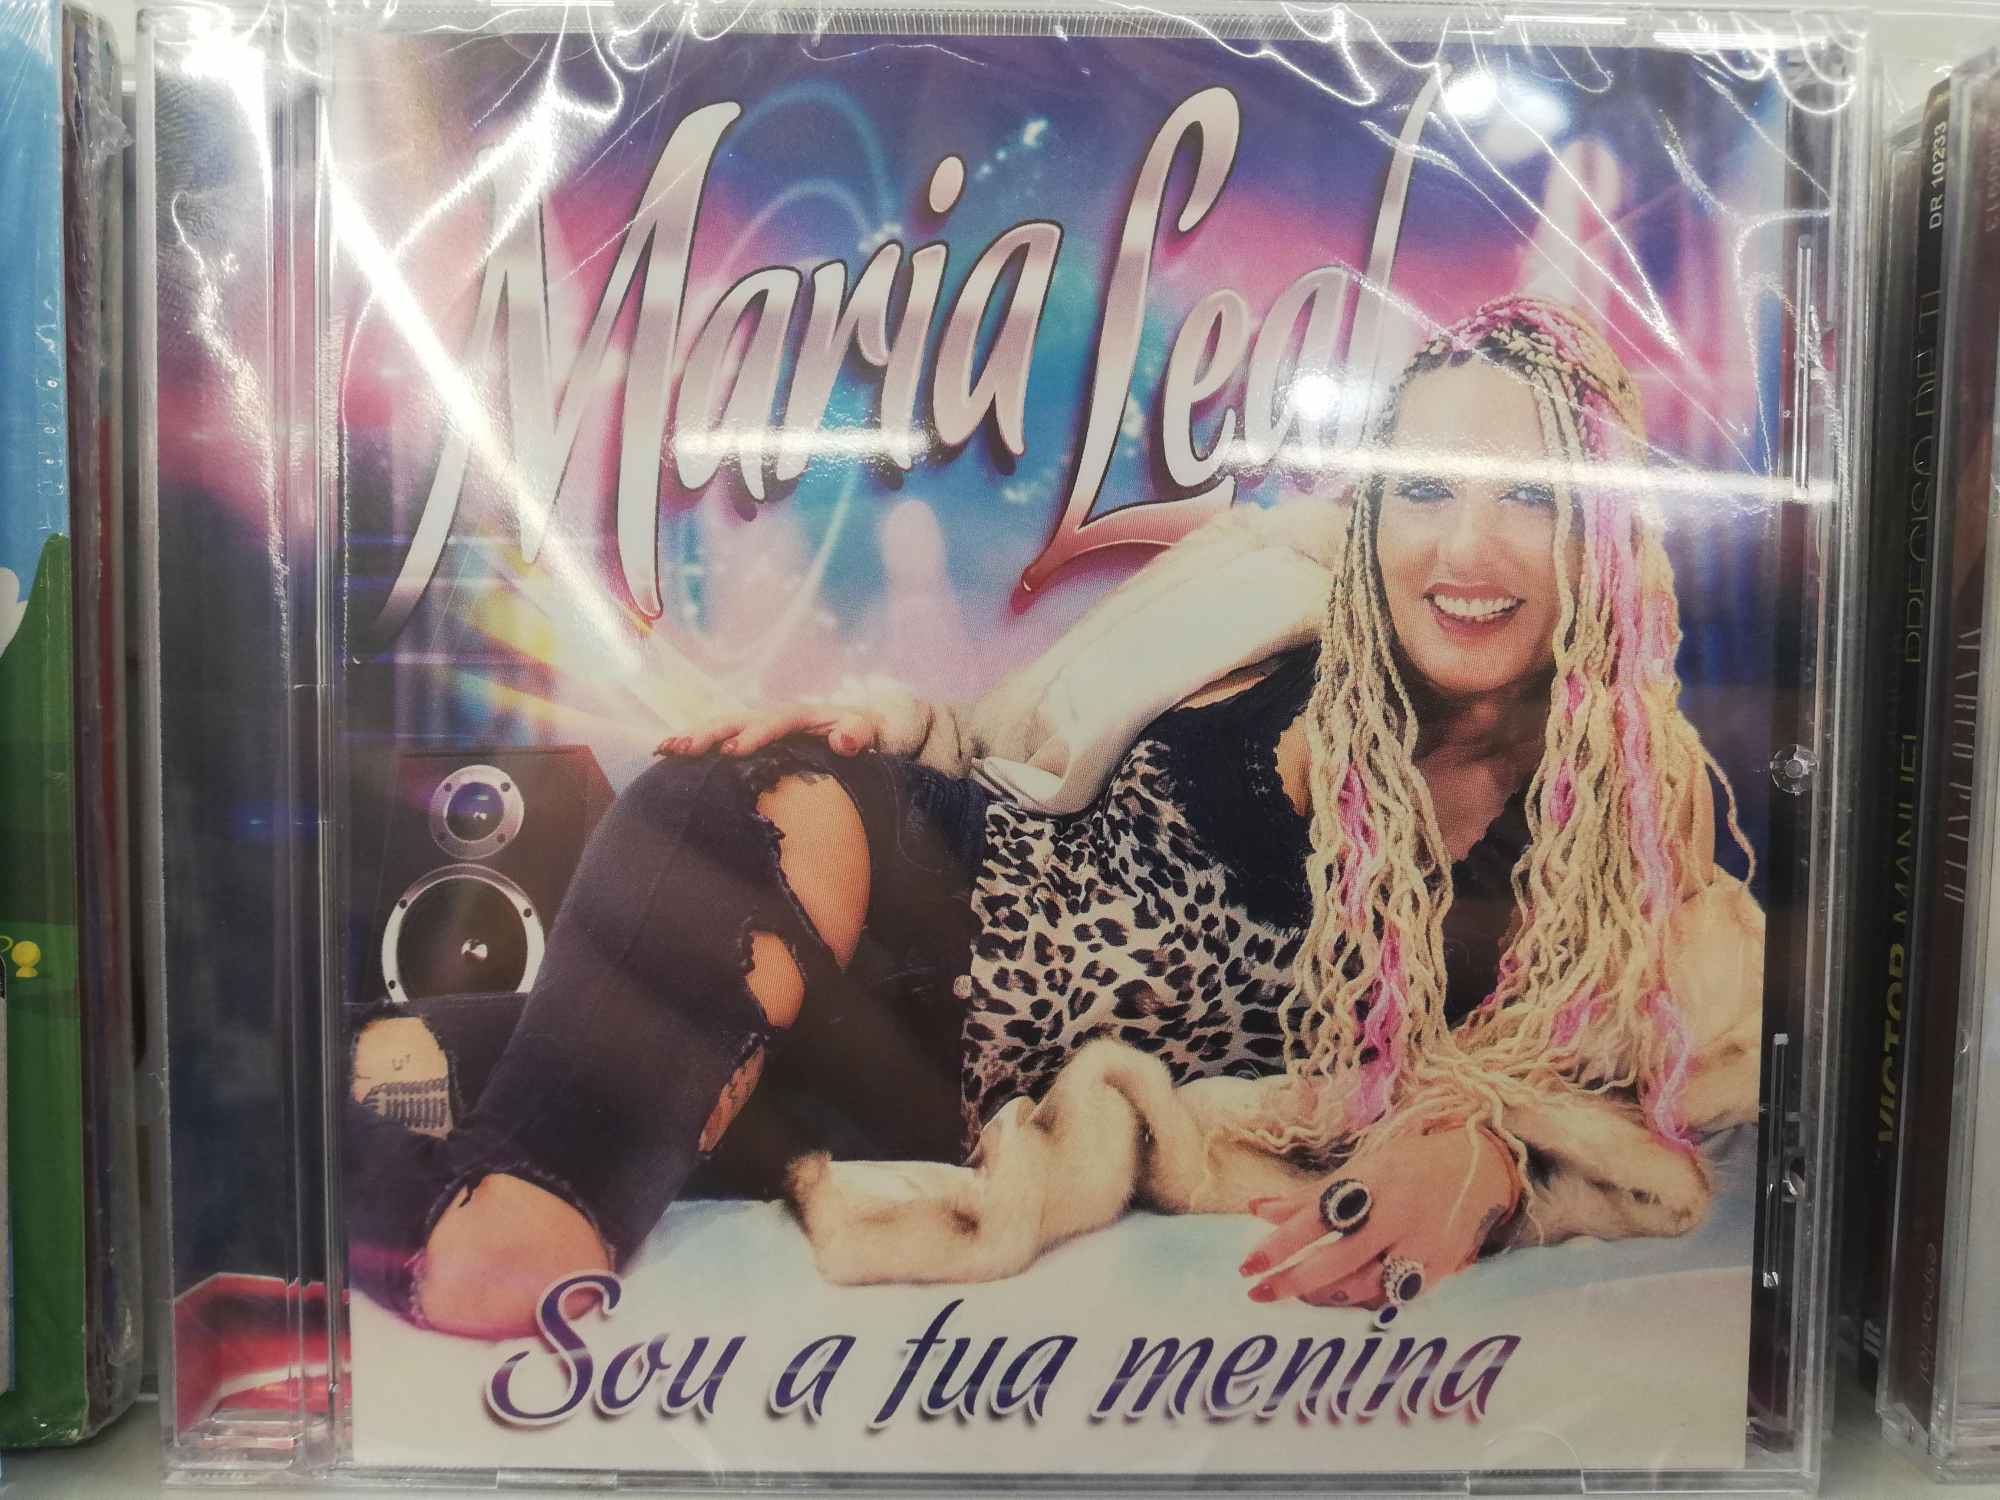 Maria Leal
Sou a tua menina
DR 10233
VICTOR MANUEL PRECISO DE TI